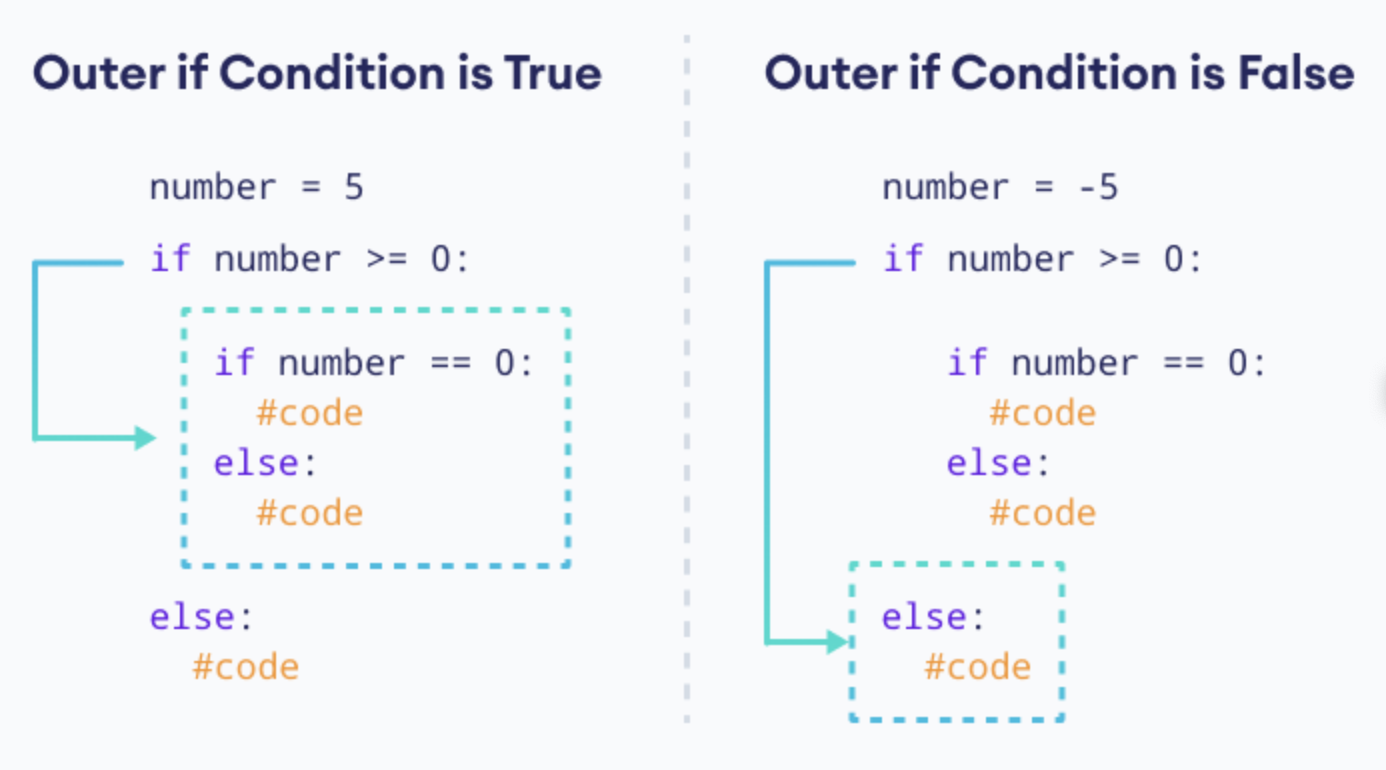 Outer if Condition is True
number = 5
if number >= 0:
if number == 0:
#code
else:
#code
else:
#code
Outer if Condition is False
number = -5
if number >= 0:
if number == 0:
#code
else:
#code
else:
#code